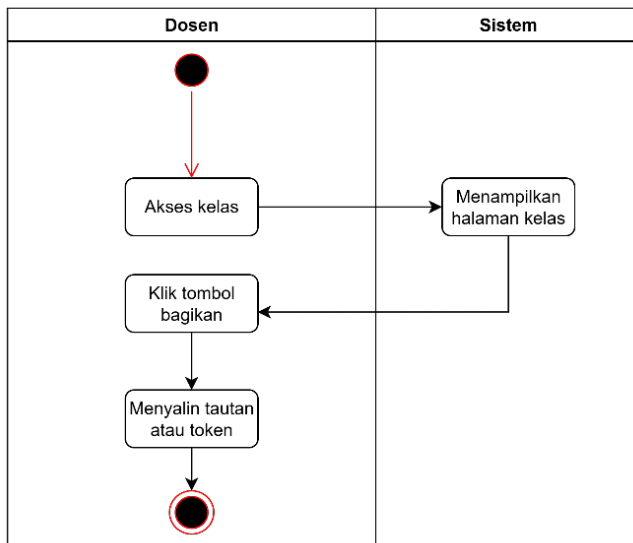 Dosen
Sistem
Akses kelas
Menampilkan
halaman kelas
Klik tombol
bagikan
Menyalin tautan
atau token